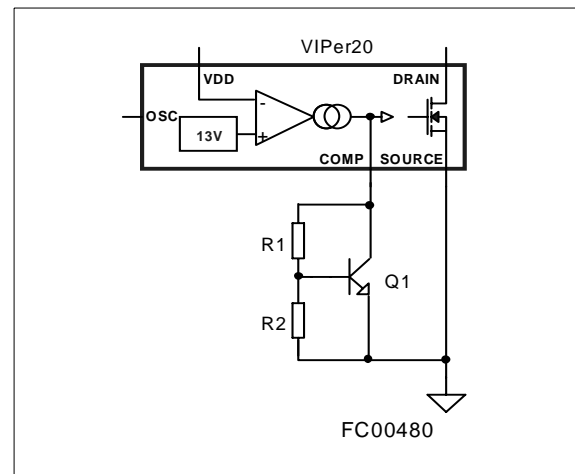 VIPer20
VDD
DRAIN
OSC
-
13V
+
COMP
SOURCE
R1
Q1
R2
FC00480